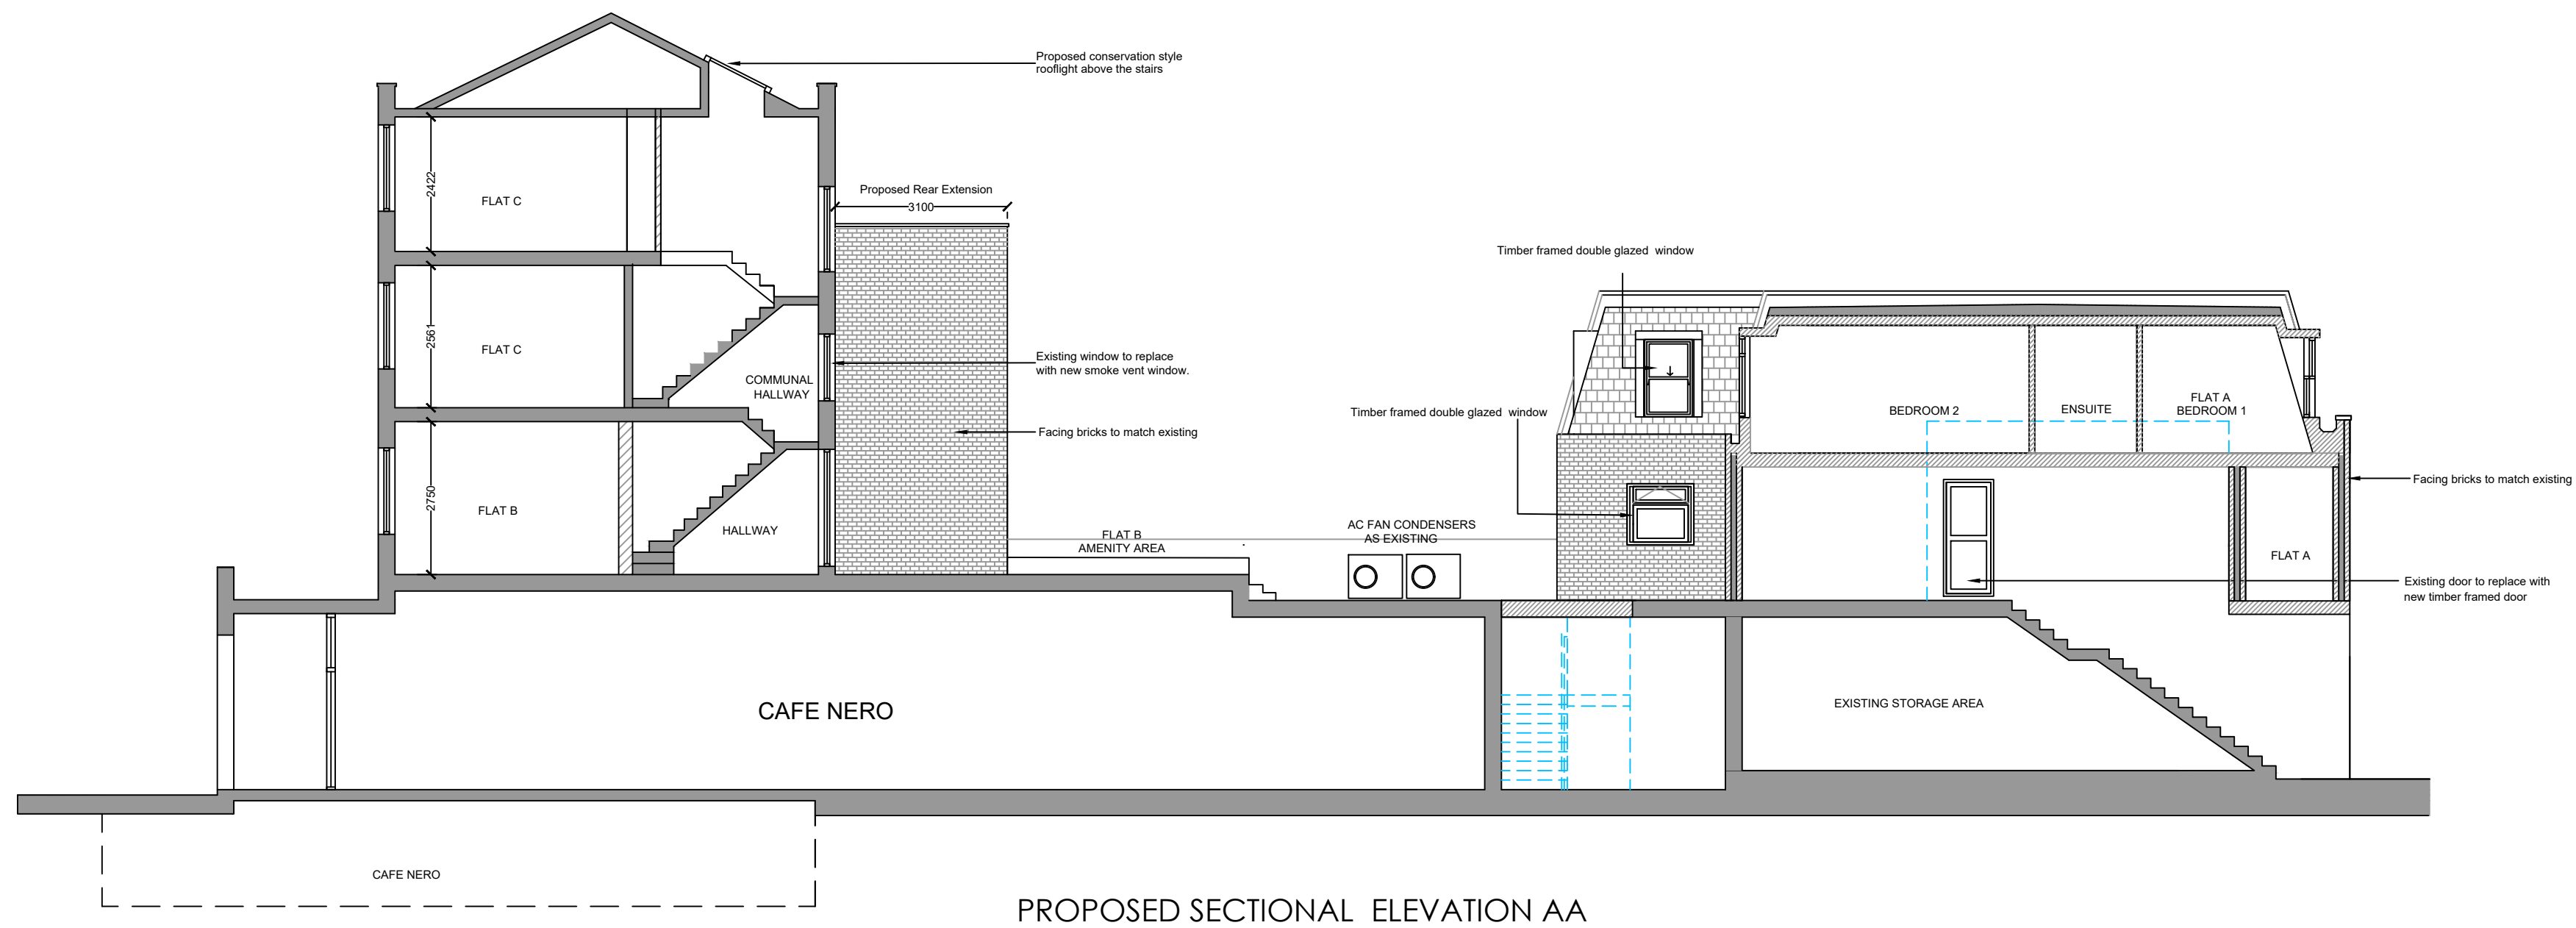 Proposed conservation style
rooflight above the stairs
2422
FLAT C
Proposed Rear Extension
3100
Timber framed double glazed window
2561
FLAT C
COMMUNAL
HALLWAY
Existing window to replace
with new smoke vent window.
Facing bricks to match existing
Timber framed double glazed window
BEDROOM 2
ENSUITE
FLAT A
BEDROOM 1
Facing bricks to match existing
2750
FLAT B
HALLWAY
FLAT B
AMENITY AREA
AC FAN CONDENSERS
AS EXISTING
FLAT A
Existing door to replace with
new timber framed door
CAFE NERO
EXISTING STORAGE AREA
CAFE NERO
PROPOSED SECTIONAL ELEVATION AA